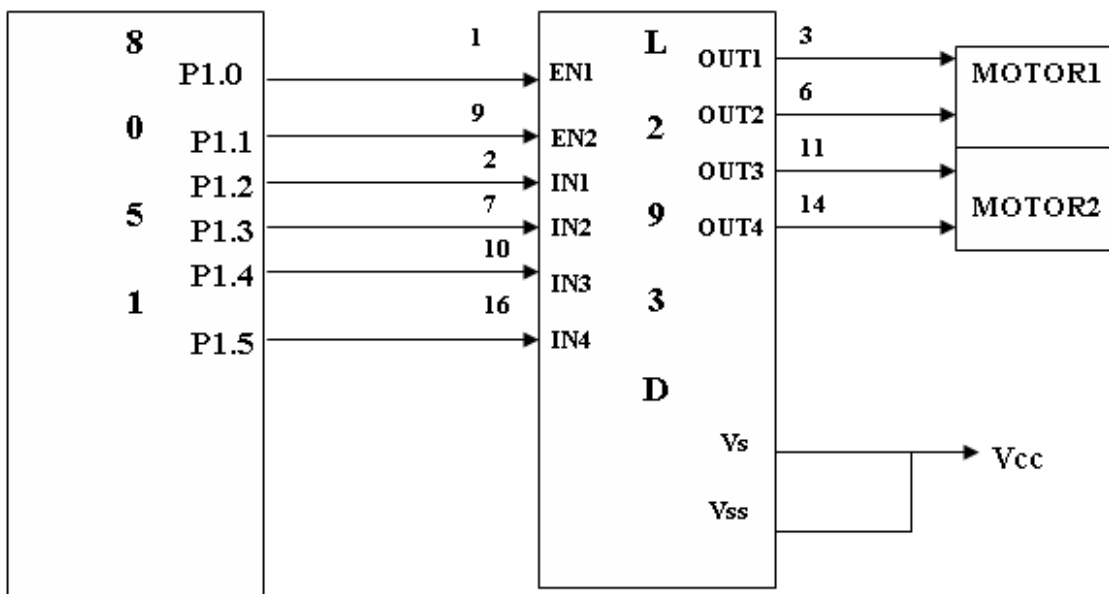 8
0
5
1
P1.0
P1.1
P1.2
P1.3
P1.4
P1.5
1
9
2
7
10
16
EN1
EN2
IN1
IN2
IN3
IN4
L
2
9
3
D
OUT1
OUT2
OUT3
OUT4
Vs
Vss
3
6
11
14
MOTOR1
MOTOR2
Vcc